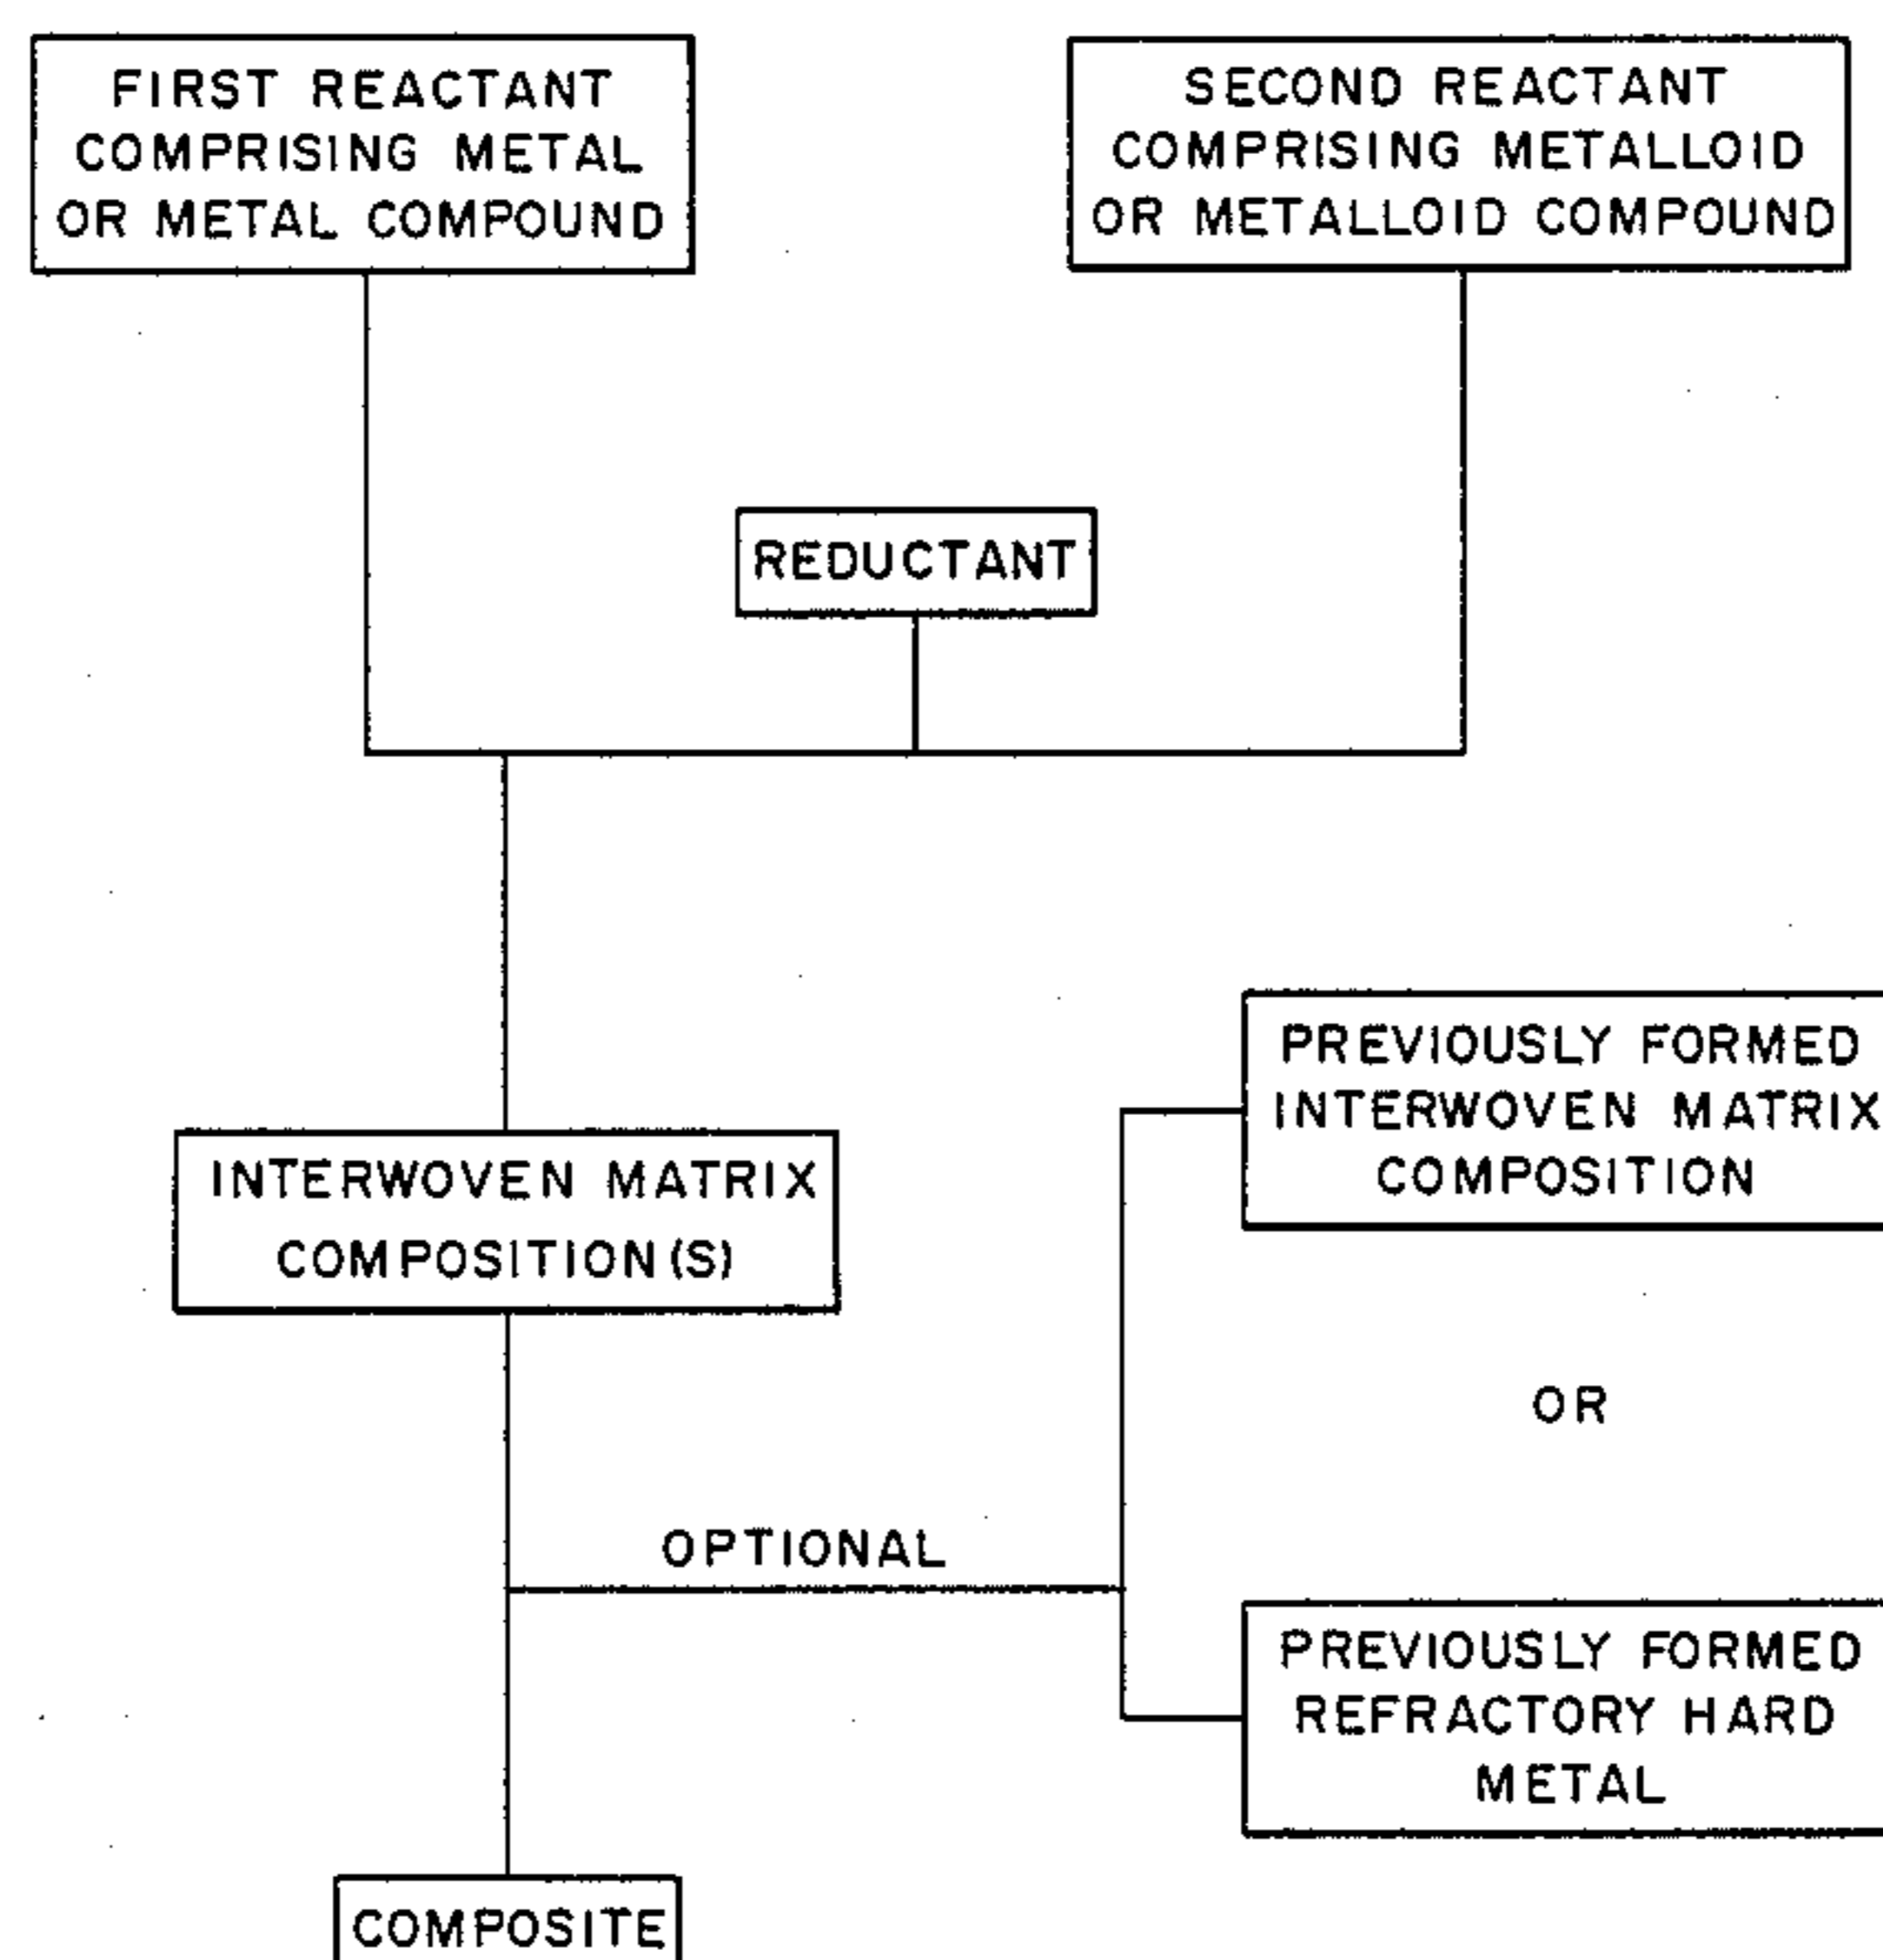 FIRST REACTANT
COMPRISING METAL
OR METAL COMPOUND
SECOND REACTANT
COMPRISING METALLOID
OR METALLOID COMPOUND
REDUCTANT
INTERWOVEN MATRIX
COMPOSITION(S)
PREVIOUSLY FORMED
INTERWOVEN MATRIX
COMPOSITION
OR
OPTIONAL
PREVIOUSLY FORMED
REFRACTORY HARD
METAL
COMPOSITE